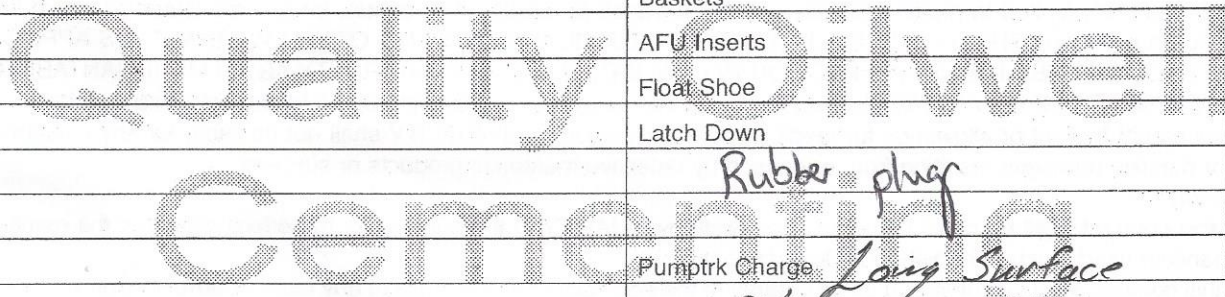 Baskets
AFU Inserts
Quality Oilwell
Float Shoe
Latch Down
Rubber plug
Cementing
Pumptrk Charge Long Surface